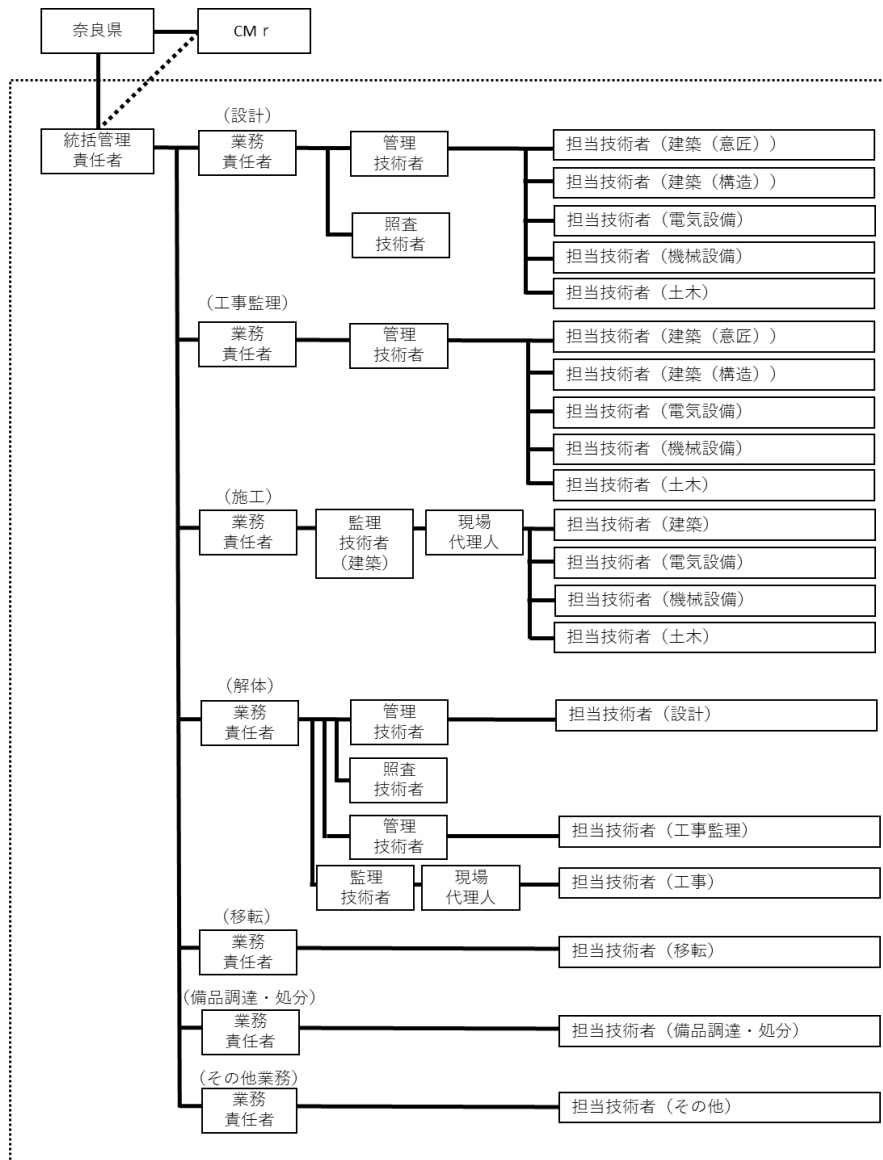 奈良県
CMr
統括管理
責任者
(設計)
業務
責任者
管理
技術者
照査
技術者
担当技術者(建築(意匠))
担当技術者(建築(構造))
担当技術者(電気設備)
担当技術者(機械設備)
担当技術者(土木)
(工事監理)
業務
責任者
管理
技術者
担当技術者(建築(意匠))
担当技術者(建築(構造))
担当技術者(電気設備)
担当技術者(機械設備)
担当技術者(土木)
(施工)
業務
責任者
監理
技術者
(建築)
現場
代理人
担当技術者(建築)
担当技術者(電気設備)
担当技術者(機械設備)
担当技術者(土木)
(解体)
業務
責任者
管理
技術者
担当技術者(設計)
照査
技術者
管理
技術者
担当技術者(工事監理)
監理
技術者
現場
代理人
担当技術者(工事)
(移転)
業務
責任者
担当技術者(移転)
(備品調達・処分)
業務
責任者
担当技術者(備品調達・処分)
(その他業務)
業務
責任者
担当技術者(その他)